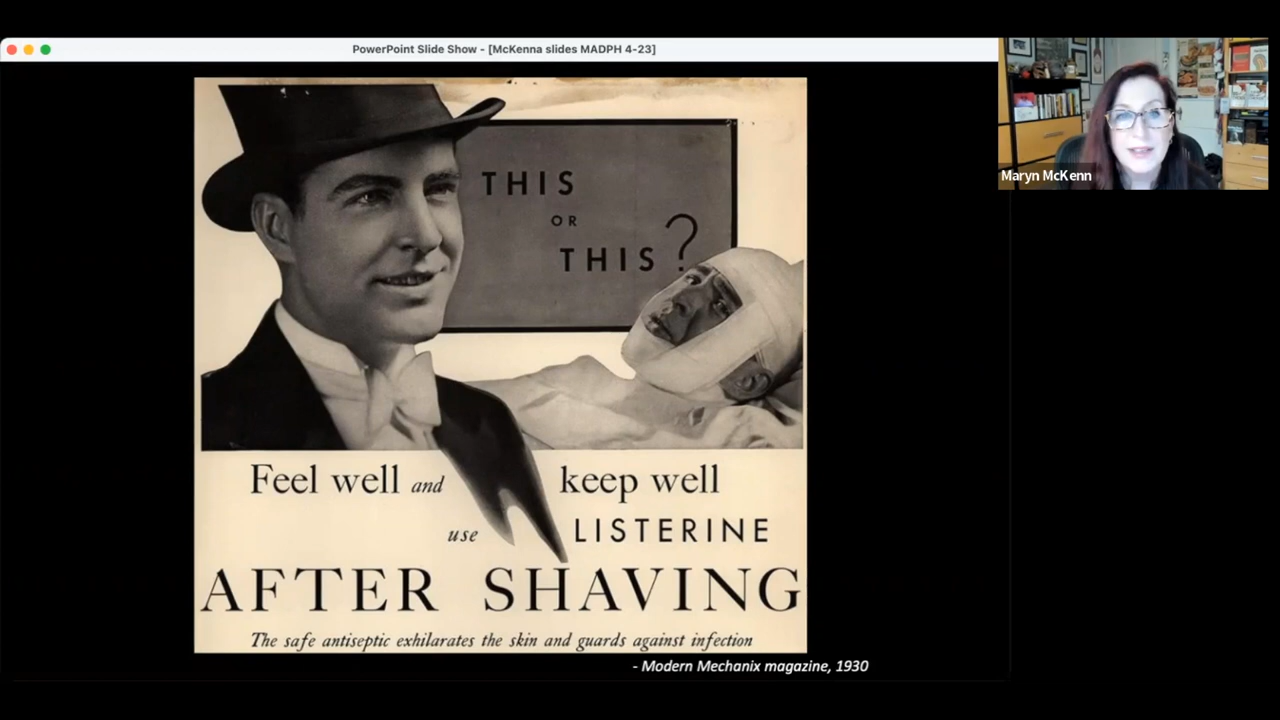 PowerPoint Slide Show - [McKenna slides MADPH 4-23]
Maryn McKenn
THIS
OR
THIS?
Feel well and keep well
use LISTERINE
AFTER SHAVING
The safe antiseptic exhilarates the skin and guards against infection
- Modern Mechanix magazine, 1930